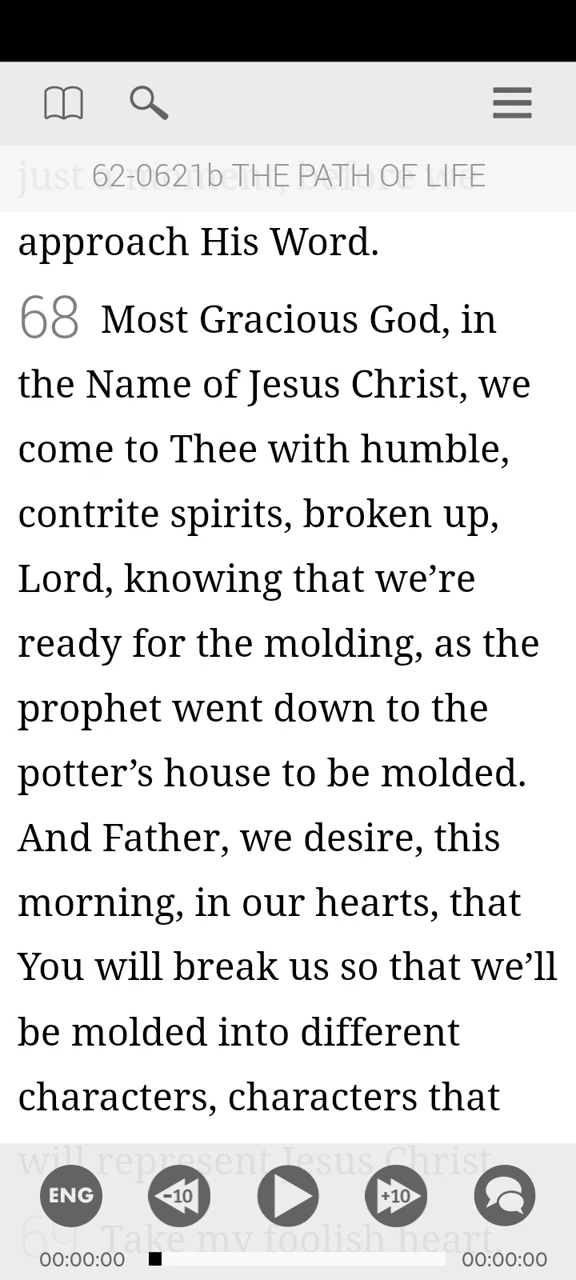 just a moment, before we
62-0621b THE PATH OF LIFE
approach His Word.
68 Most Gracious God, in
the Name of Jesus Christ, we
come to Thee with humble,
contrite spirits, broken up,
Lord, knowing that we’re
ready for the molding, as the
prophet went down to the
potter’s house to be molded.
And Father, we desire, this
morning, in our hearts, that
You will break us so that we’ll
be molded into different
characters, characters that
will represent Jesus Christ.
ENG -10 +10
69 Take my foolish heart,
00:00:00 00:00:00